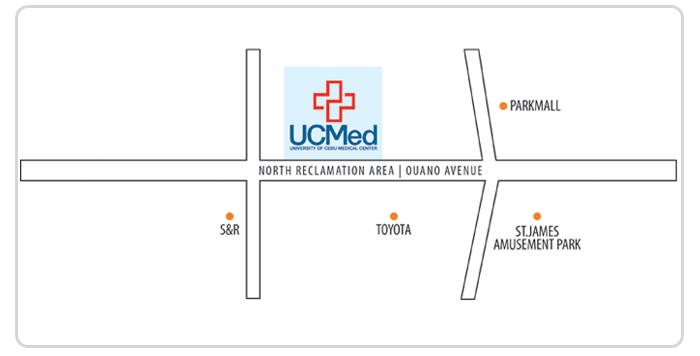 PARKMALL
UCMed
UNIVERSITY OF CEBU MEDICAL CENTER
NORTH RECLAMATION AREA | OUANO AVENUE
S&R
TOYOTA
ST.JAMES
AMUSEMENT PARK